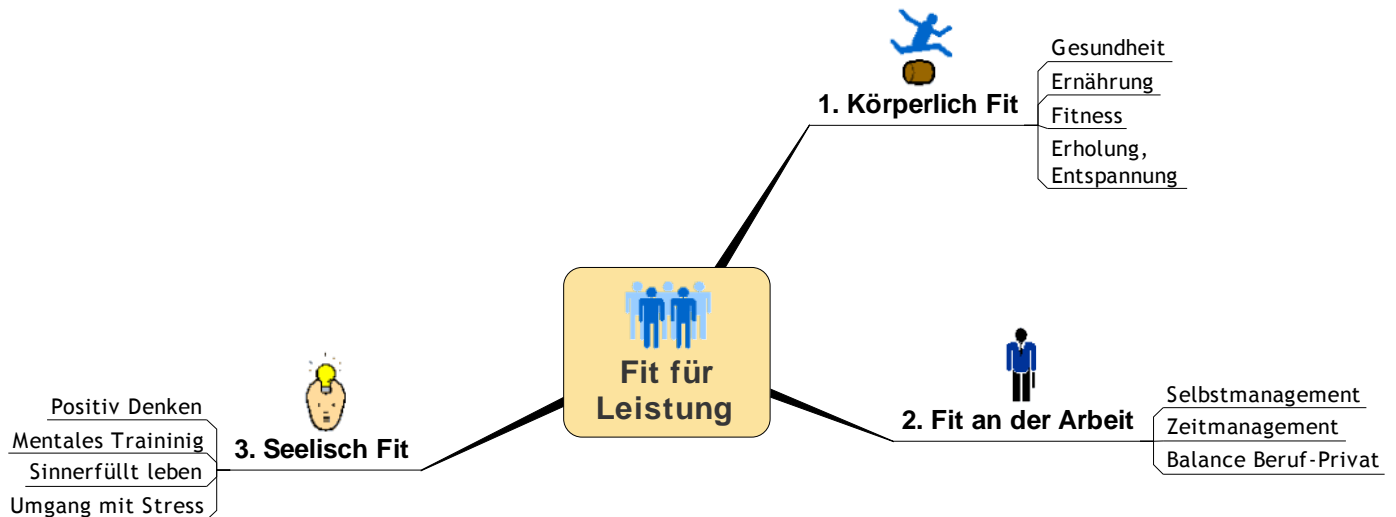 Fit für
Leistung
1. Körperlich Fit
Gesundheit
Ernährung
Fitness
Erholung,
Entspannung
2. Fit an der Arbeit
Selbstmanagement
Zeitmanagement
Balance Beruf-Privat
3. Seelisch Fit
Positiv Denken
Mentales Traininig
Sinnerfüllt leben
Umgang mit Stress